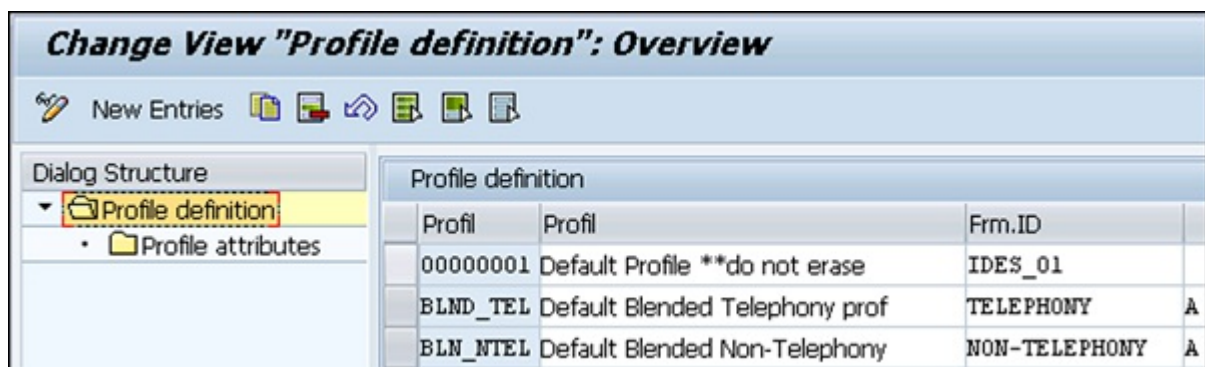 Change View "Profile definition": Overview
New Entries
Dialog Structure
Profile definition
Profile attributes
Profile definition
Profil Profil Frm.ID
00000001 Default Profile **do not erase IDES_01
BLND_TEL Default Blended Telephony prof TELEPHONY A
BLN_NTEL Default Blended Non-Telephony NON-TELEPHONY A